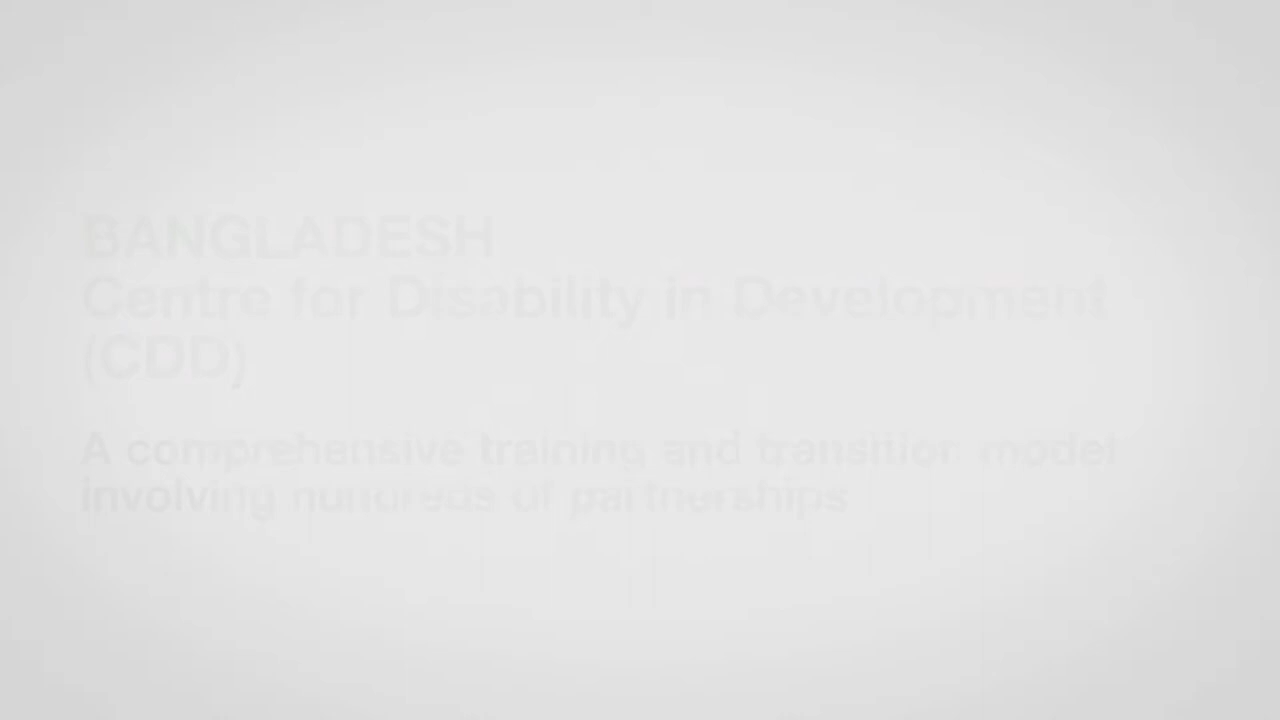 BANGLADESH
Centre for Disability in Development
(CDD)
A comprehensive training and transition model
involving hundreds of partnerships